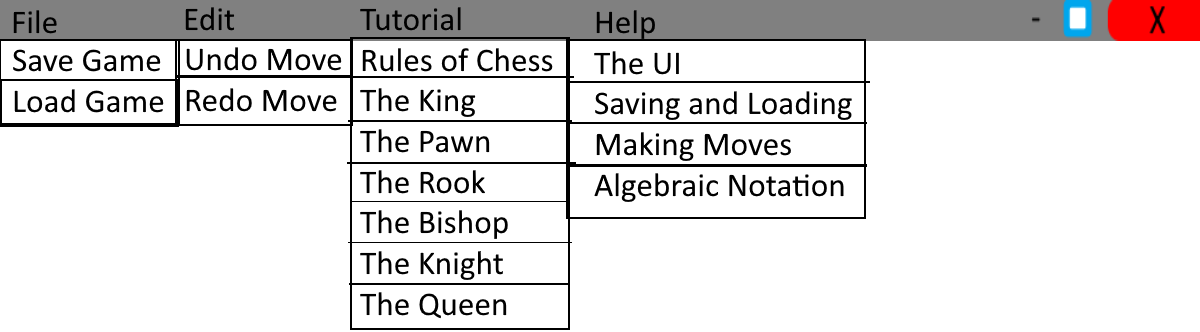 File Edit Tutorial Help - X
Save Game Undo Move Rules of Chess The UI
Load Game Redo Move The King Saving and Loading
The Pawn Making Moves
The Rook Algebraic Notation
The Bishop
The Knight
The Queen